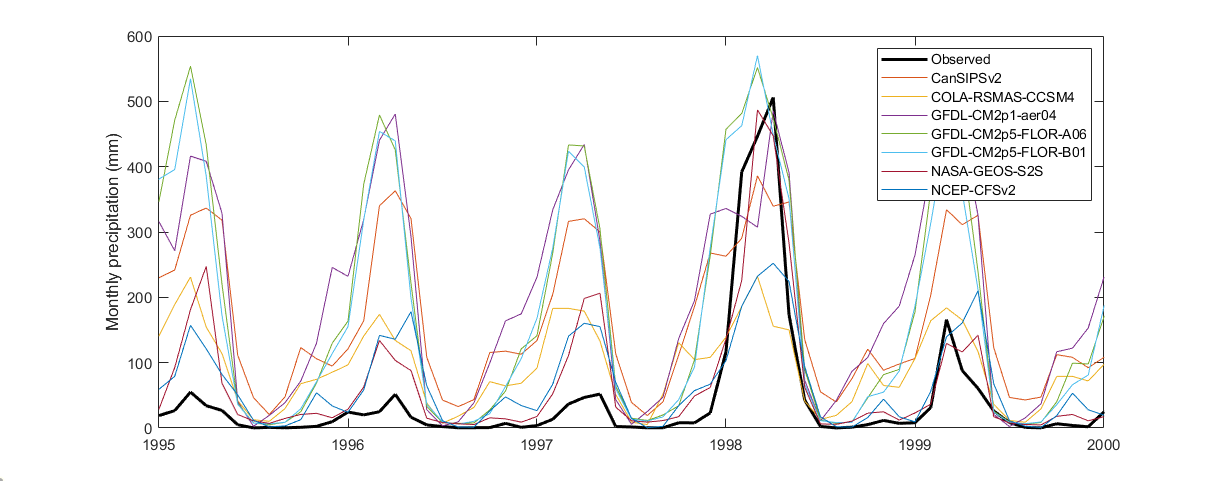 600
500
400
300
200
100
0
Monthly precipitation (mm)
1995
1996
1997
1998
1999
2000
Observed
CanSIPSv2
COLA-RSMAS-CCSM4
GFDL-CM2p1-aer04
GFDL-CM2p5-FLOR-A06
GFDL-CM2p5-FLOR-B01
NASA-GEOS-S2S
NCEP-CFSv2